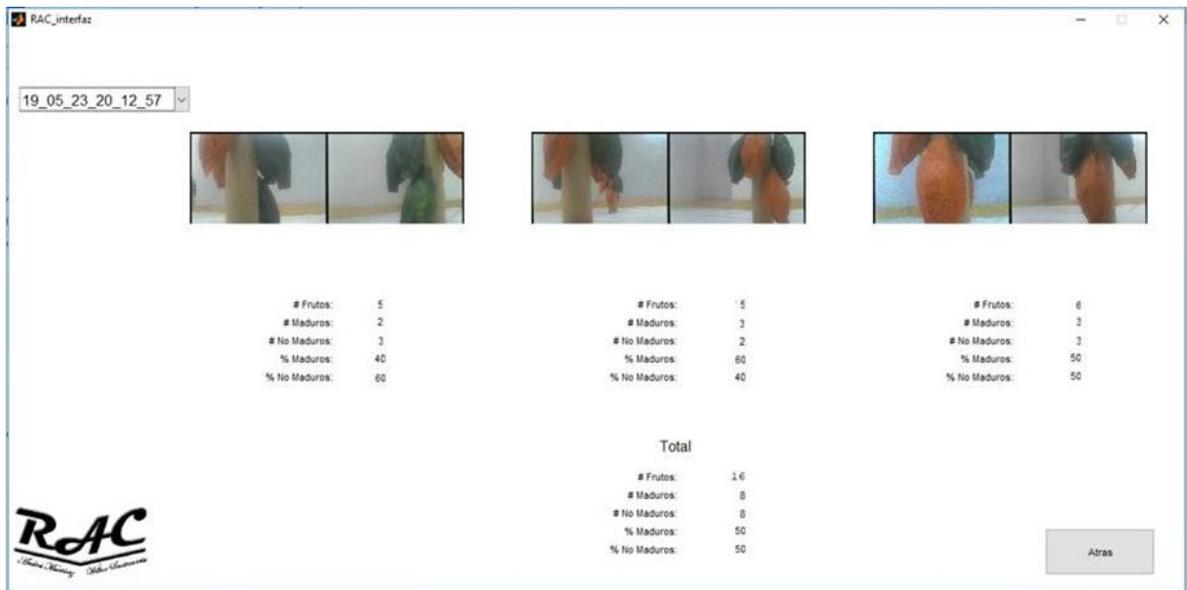 RAC_interfaz
19_05_23_20_12_57
# Frutos: 5
# Maduros: 2
# No Maduros: 3
% Maduros: 40
% No Maduros: 60
# Frutos: 5
# Maduros: 3
# No Maduros: 2
% Maduros: 60
% No Maduros: 40
# Frutos: 6
# Maduros: 3
# No Maduros: 3
% Maduros: 50
% No Maduros: 50
Total
# Frutos: 16
# Maduros: 8
# No Maduros: 8
% Maduros: 50
% No Maduros: 50
RAC
Atras